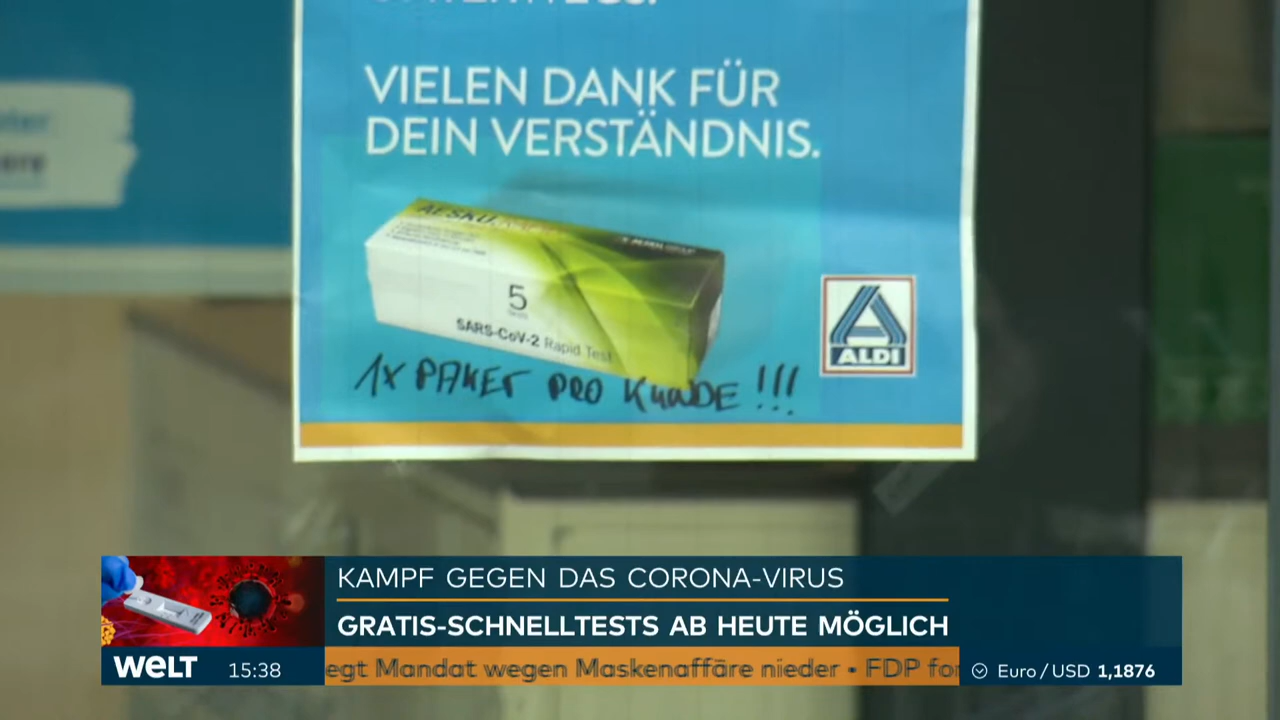 VIELEN DANK FÜR
DEIN VERSTÄNDNIS.
AESKU
5
SARS-CoV-2 Rapid Test
ALDI
1X PAKET PRO KUNDE !!!
KAMPF GEGEN DAS CORONA-VIRUS
GRATIS-SCHNELLTESTS AB HEUTE MÖGLICH
welt 15:38 egt Mandat wegen Maskenaffäre nieder • FDP for Euro / USD 1,1876